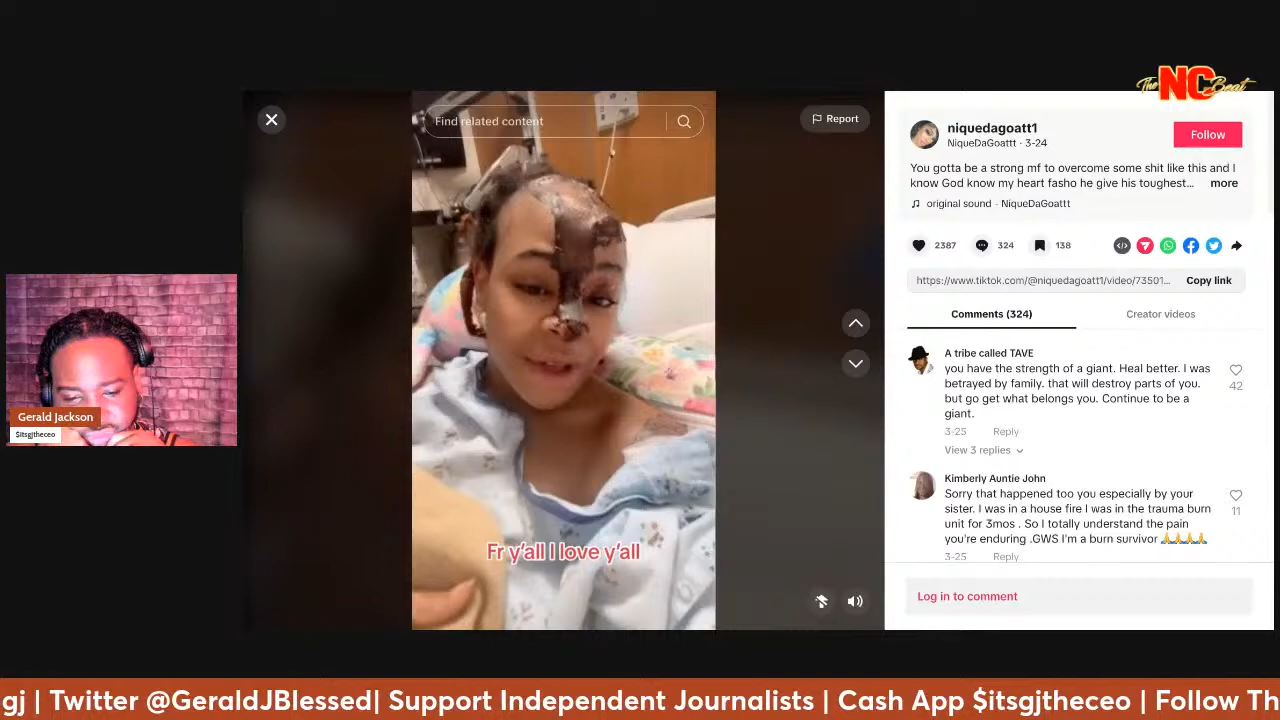 The NC Beat
Find related content
Report
niquedagoatt1
NiqueDaGoattt · 3-24
Follow
You gotta be a strong mf to overcome some shit like this and I
know God know my heart fasho he give his toughest... more
original sound - NiqueDaGoattt
2387
324
138
https://www.tiktok.com/@niquedagoatt1/video/73501...
Copy link
Comments (324)
Creator videos
A tribe called TAVE
you have the strength of a giant. Heal better. I was
betrayed by family. that will destroy parts of you.
but go get what belongs you. Continue to be a
giant.
42
3-25 Reply
View 3 replies
Kimberly Auntie John
Sorry that happened too you especially by your
sister. I was in a house fire I was in the trauma burn
unit for 3mos . So I totally understand the pain
you're enduring .GWS I'm a burn survivor 🙏🙏🙏🙏
11
3-25 Reply
Log in to comment
Fr y'all I love y'all
Gerald Jackson
$itsgjtheceo
gj | Twitter @GeraldJBlessed| Support Independent Journalists | Cash App $itsgjtheceo | Follow Th